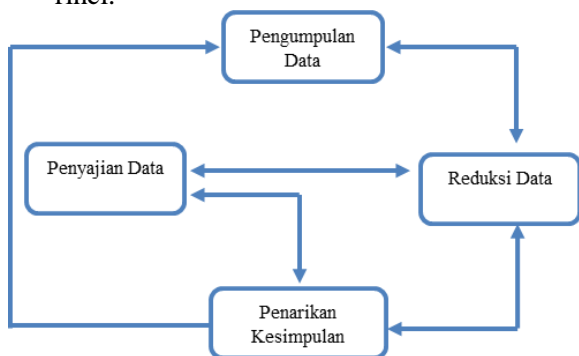 Pengumpulan
Data
Penyajian Data
Reduksi Data
Penarikan
Kesimpulan